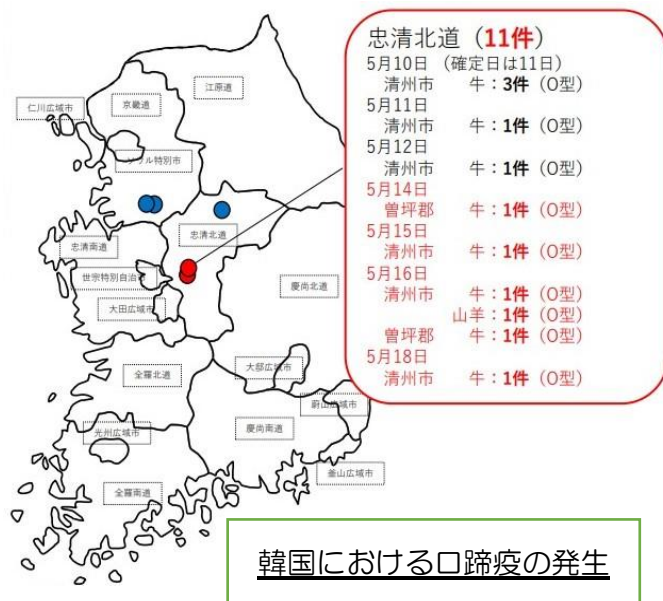 忠清北道（11件）
5月10日 （確定日は11日）
清州市 牛：3件（O型）
5月11日
清州市 牛：1件（O型）
5月12日
清州市 牛：1件（O型）
5月14日
曽坪郡 牛：1件（O型）
5月15日
清州市 牛：1件（O型）
5月16日
清州市 牛：1件（O型）
山羊：1件（O型）
曽坪郡 牛：1件（O型）
5月18日
清州市 牛：1件（O型）
江原道
京畿道
仁川広域市
ソウル特別市
忠清北道
忠清南道
世宗特別自治
慶尚北道
大田広域市
大邱広域市
全羅北道
蔚山広域市
光州広域市
慶尚南道
釜山広域市
全羅南道
韓国における口蹄疫の発生